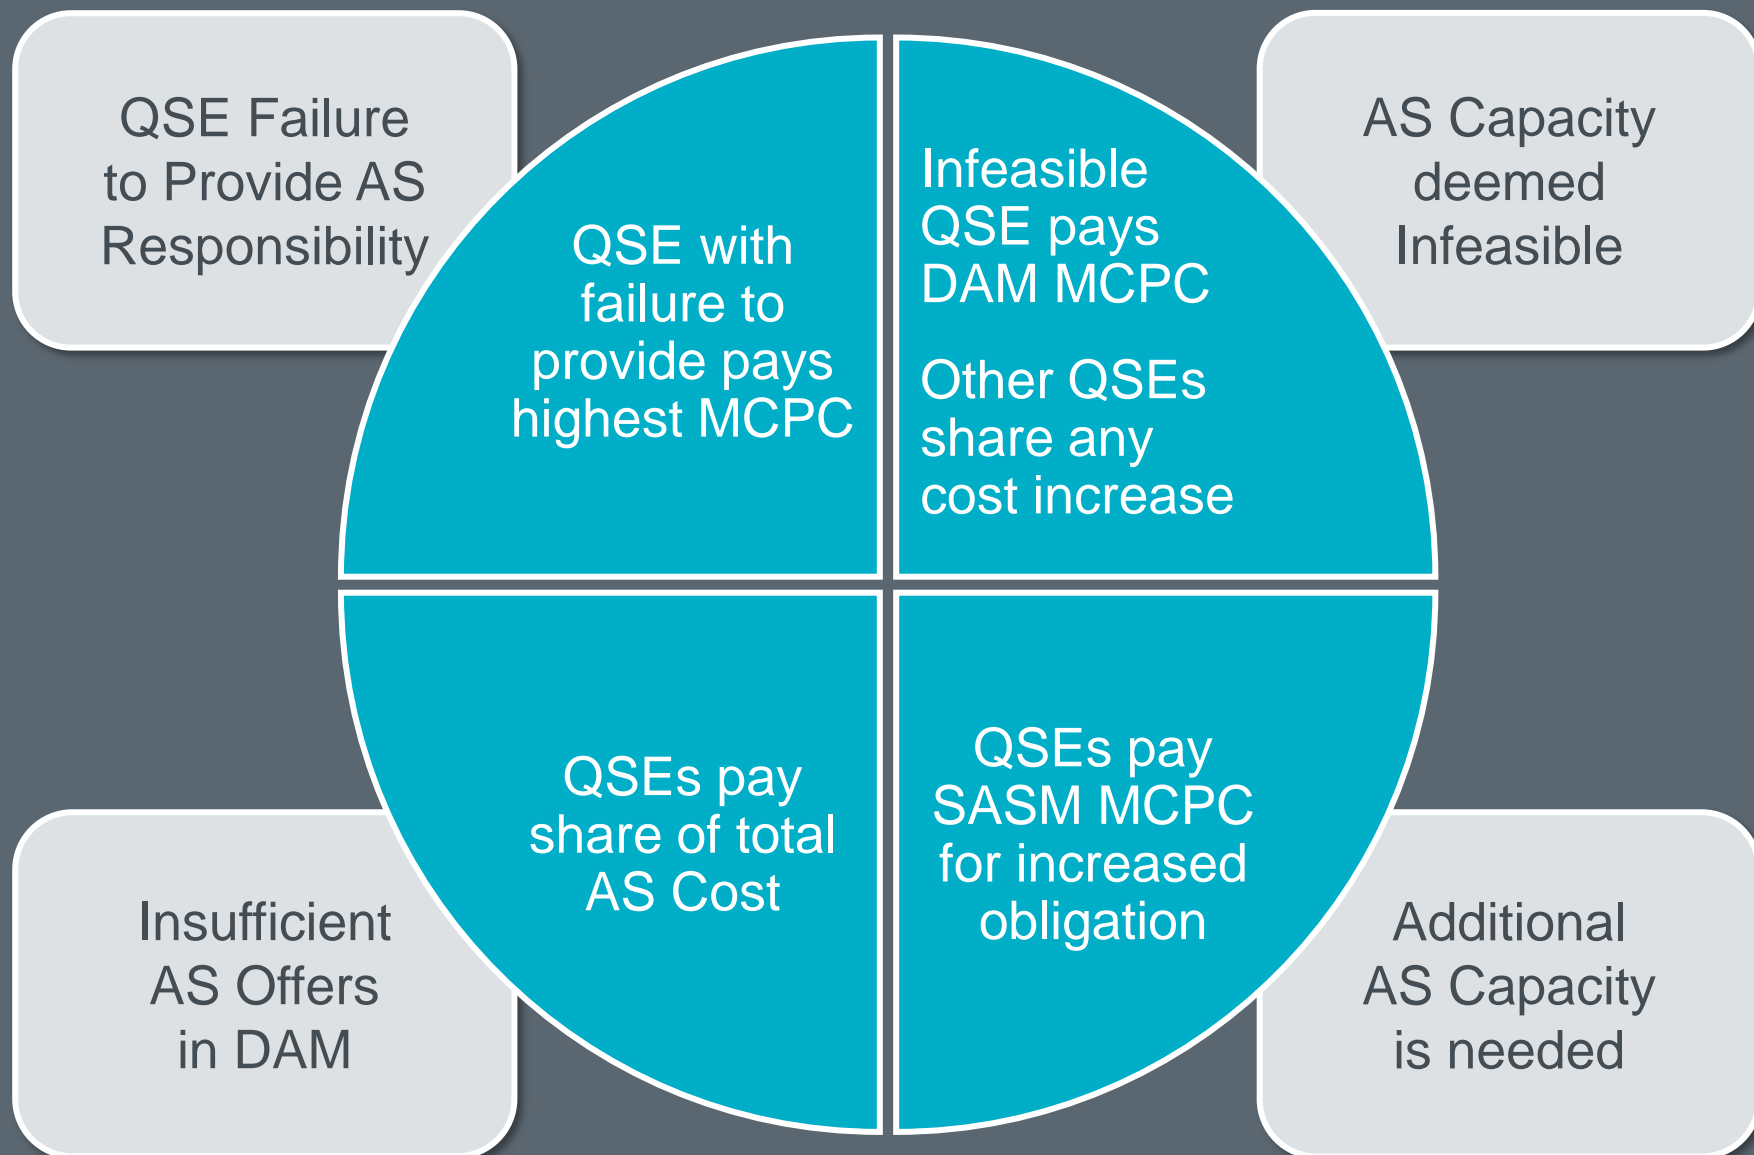 QSE Failure
to Provide AS
Responsibility
QSE with
failure to
provide pays
highest MCPC
Infeasible
QSE pays
DAM MCPC
Other QSEs
share any
cost increase
AS Capacity
deemed
Infeasible
Insufficient
AS Offers
in DAM
QSEs pay
share of total
AS Cost
QSEs pay
SASM MCPC
for increased
obligation
Additional
AS Capacity
is needed